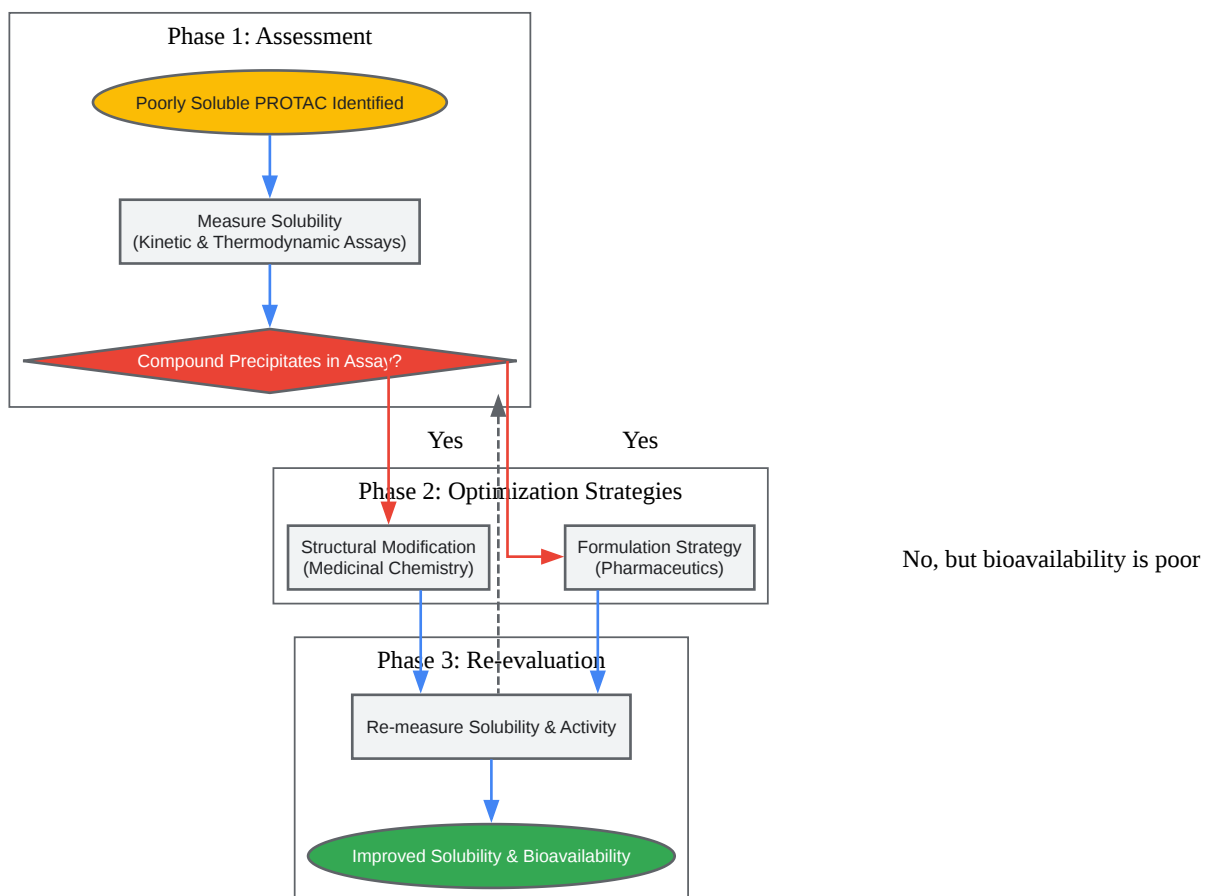 Phase 1: Assessment
Poorly Soluble PROTAC Identified
Measure Solubility
(Kinetic & Thermodynamic Assays)
Compound Precipitates in Assay?
Yes
Yes
Phase 2: Optimization Strategies
Structural Modification
(Medicinal Chemistry)
Formulation Strategy
(Pharmaceutics)
No, but bioavailability is poor
Phase 3: Re-evaluation
Re-measure Solubility & Activity
Improved Solubility & Bioavailability